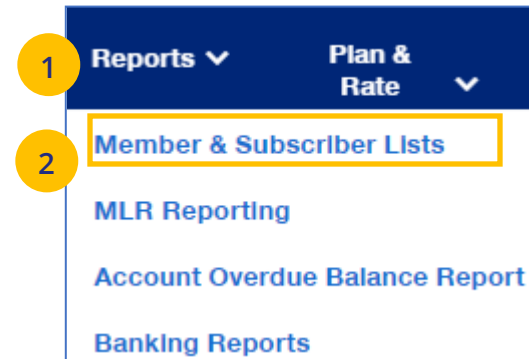 1
Reports
Plan &
Rate
2
Member & Subscriber Lists
MLR Reporting
Account Overdue Balance Report
Banking Reports